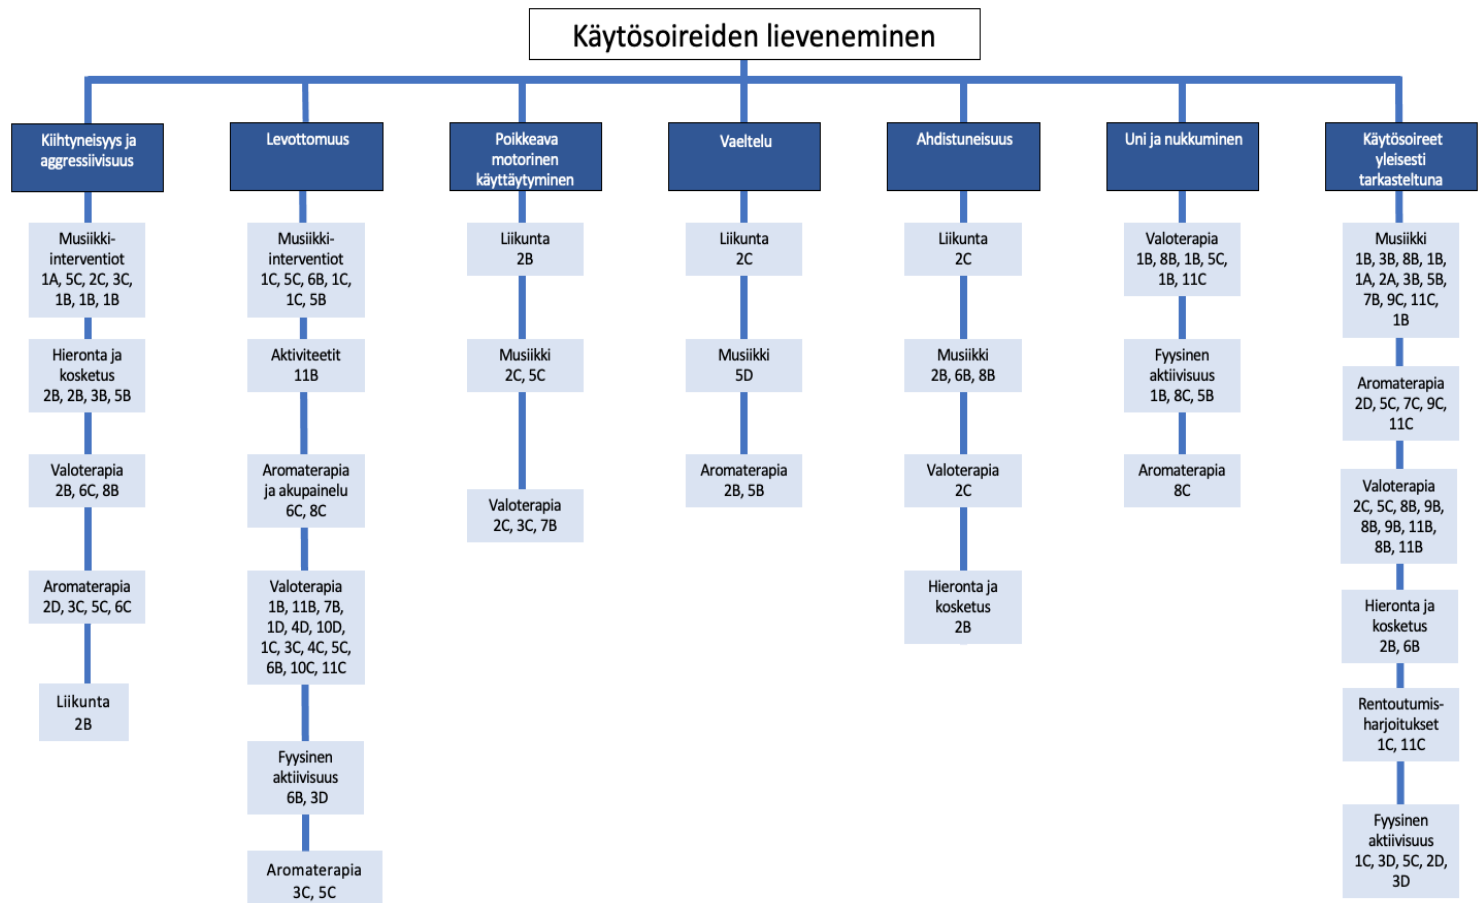 Käytösoireiden lieveneminen
Kiihtyneisyys ja
aggressiivisuus
Musiikki-
interventiot
1A, 5C, 2C, 3C,
1B, 1B, 1B
Hieronta ja
kosketus
2B, 2B, 3B, 5B
Valoterapia
2B, 6C, 8B
Aromaterapia
2D, 3C, 5C, 6C
Liikunta
2B
Levottomuus
Musiikki-
interventiot
1C, 5C, 6B, 1C,
1C, 5B
Aktiviteetit
11B
Aromaterapia
ja akupainelu
6C, 8C
Valoterapia
1B, 11B, 7B,
1D, 4D, 10D,
1C, 3C, 4C, 5C,
6B, 10C, 11C
Fyysinen
aktiivisuus
6B, 3D
Aromaterapia
3C, 5C
Poikkeava
motorinen
käyttäytyminen
Liikunta
2B
Musiikki
2C, 5C
Valoterapia
2C, 3C, 7B
Vaeltelu
Liikunta
2C
Musiikki
5D
Aromaterapia
2B, 5B
Ahdistuneisuus
Liikunta
2C
Musiikki
2B, 6B, 8B
Valoterapia
2C
Hieronta ja
kosketus
2B
Uni ja nukkuminen
Valoterapia
1B, 8B, 1B, 5C,
1B, 11C
Fyysinen
aktiivisuus
1B, 8C, 5B
Aromaterapia
8C
Käytösoireet
yleisesti
tarkasteltuna
Musiikki
1B, 3B, 8B, 1B,
1A, 2A, 3B, 5B,
7B, 9C, 11C,
1B
Aromaterapia
2D, 5C, 7C, 9C,
11C
Valoterapia
2C, 5C, 8B, 9B,
8B, 9B, 11B,
8B, 11B
Hieronta ja
kosketus
2B, 6B
Rentoutumis-
harjoitukset
1C, 11C
Fyysinen
aktiivisuus
1C, 3D, 5C, 2D,
3D